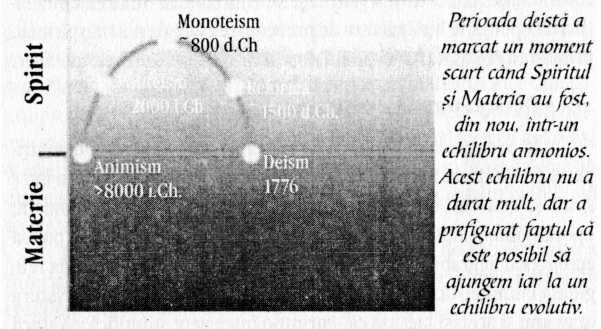 Monoteism
~800 d.Ch
2000 î.Ch.
1500 d.Ch.
Animism
>8000 î.Ch.
Deism
1776
Spirit
Materie
Perioada deistă a
marcat un moment
scurt când Spiritul
și Materia au fost,
din nou, într-un
echilibru armonios.
Acest echilibru nu a
durat mult, dar a
prefigurat faptul că
este posibil să
ajungem iar la un
echilibru evolutiv.